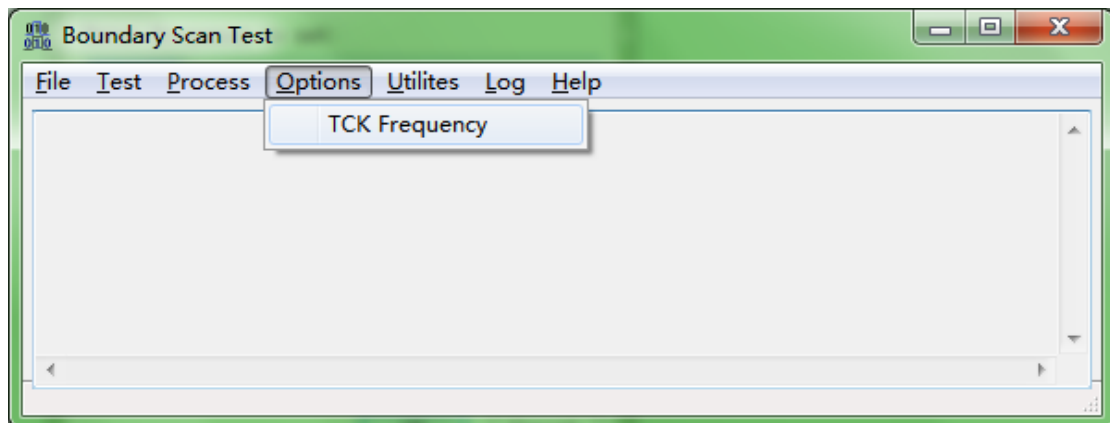 Boundary Scan Test
File Test Process Options Utilites Log Help
TCK Frequency